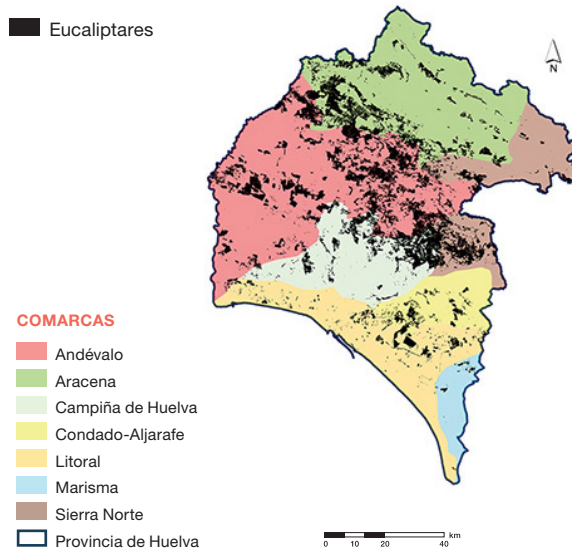 Eucaliptares
N
COMARCAS
Andévalo
Aracena
Campiña de Huelva
Condado-Aljarafe
Litoral
Marisma
Sierra Norte
Provincia de Huelva
km
0 10 20 40